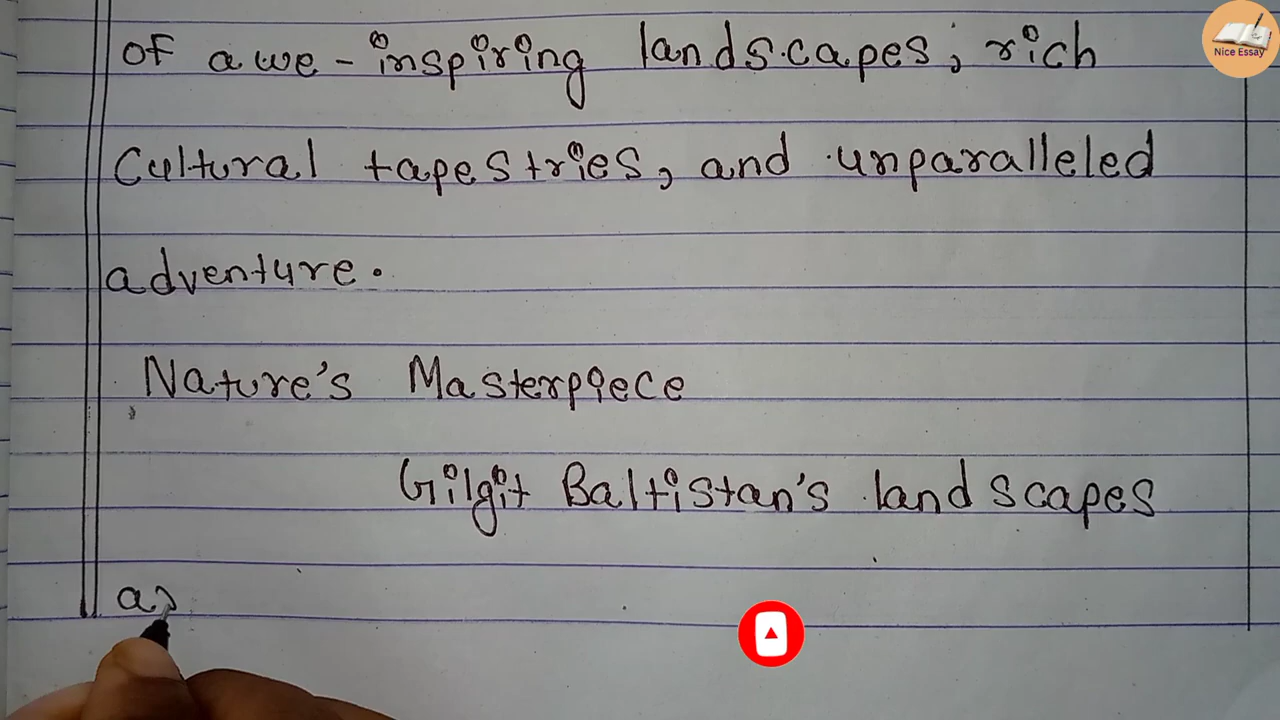 of awe-inspiring landscapes, rich
Nice Essay
Cultural tapestries, and unparalleled
adventure.
Nature's Masterpiece
Gilgit Baltistan's landscapes